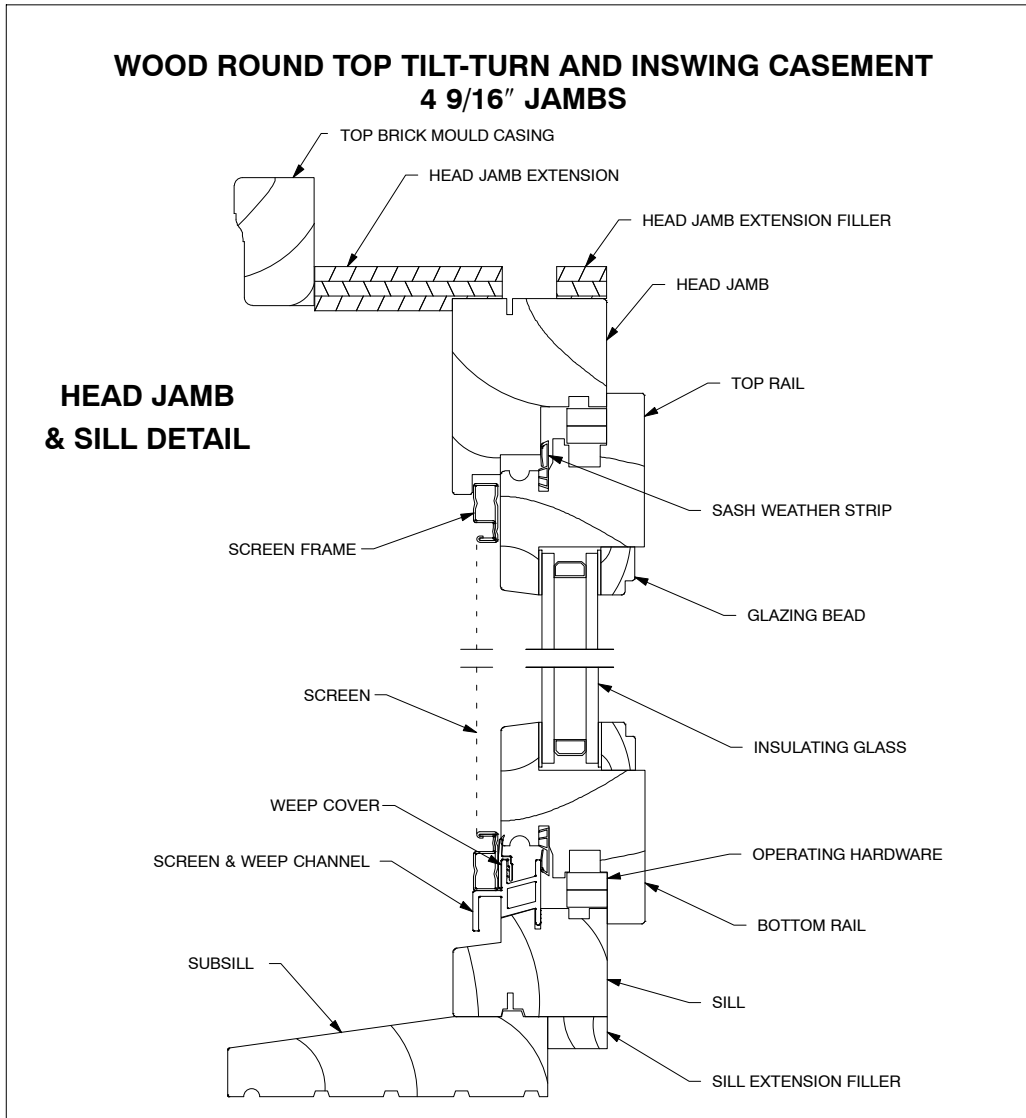 WOOD ROUND TOP TILT-TURN AND INSWING CASEMENT
4 9/16″ JAMBS
TOP BRICK MOULD CASING
HEAD JAMB EXTENSION
HEAD JAMB EXTENSION FILLER
HEAD JAMB
TOP RAIL
HEAD JAMB
& SILL DETAIL
SASH WEATHER STRIP
SCREEN FRAME
GLAZING BEAD
SCREEN
INSULATING GLASS
WEEP COVER
SCREEN & WEEP CHANNEL
OPERATING HARDWARE
BOTTOM RAIL
SUBSILL
SILL
SILL EXTENSION FILLER